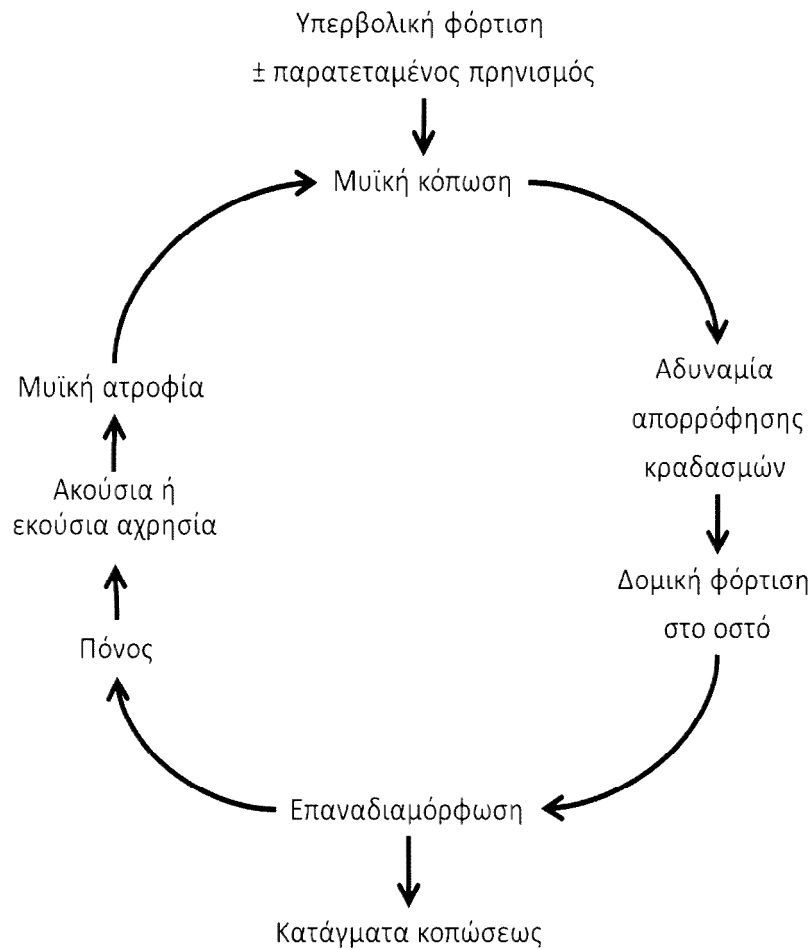 Υπερβολική φόρτιση
± παρατεταμένος πρηνισμός
Μυϊκή κόπωση
Αδυναμία
απορρόφησης
κραδασμών
Δομική φόρτιση
στο οστό
Επαναδιαμόρφωση
Κατάγματα κοπώσεως
Πόνος
Ακούσια ή
εκούσια αχρησία
Μυϊκή ατροφία